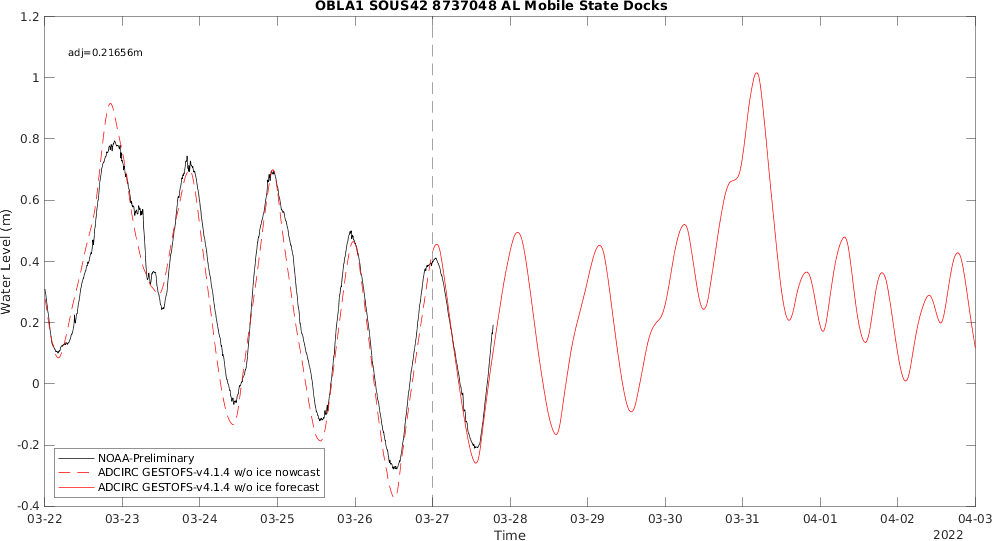 OBLA1 SOUS42 8737048 AL Mobile State Docks
adj=0.21656m
1.2
1
0.8
0.6
0.4
0.2
0
-0.2
-0.4
Water Level (m)
NOAA-Preliminary
ADCIRC GESTOFS-v4.1.4 w/o ice nowcast
ADCIRC GESTOFS-v4.1.4 w/o ice forecast
03-22 03-23 03-24 03-25 03-26 03-27 03-28 03-29 03-30 03-31 04-01 04-02 04-03
Time
2022